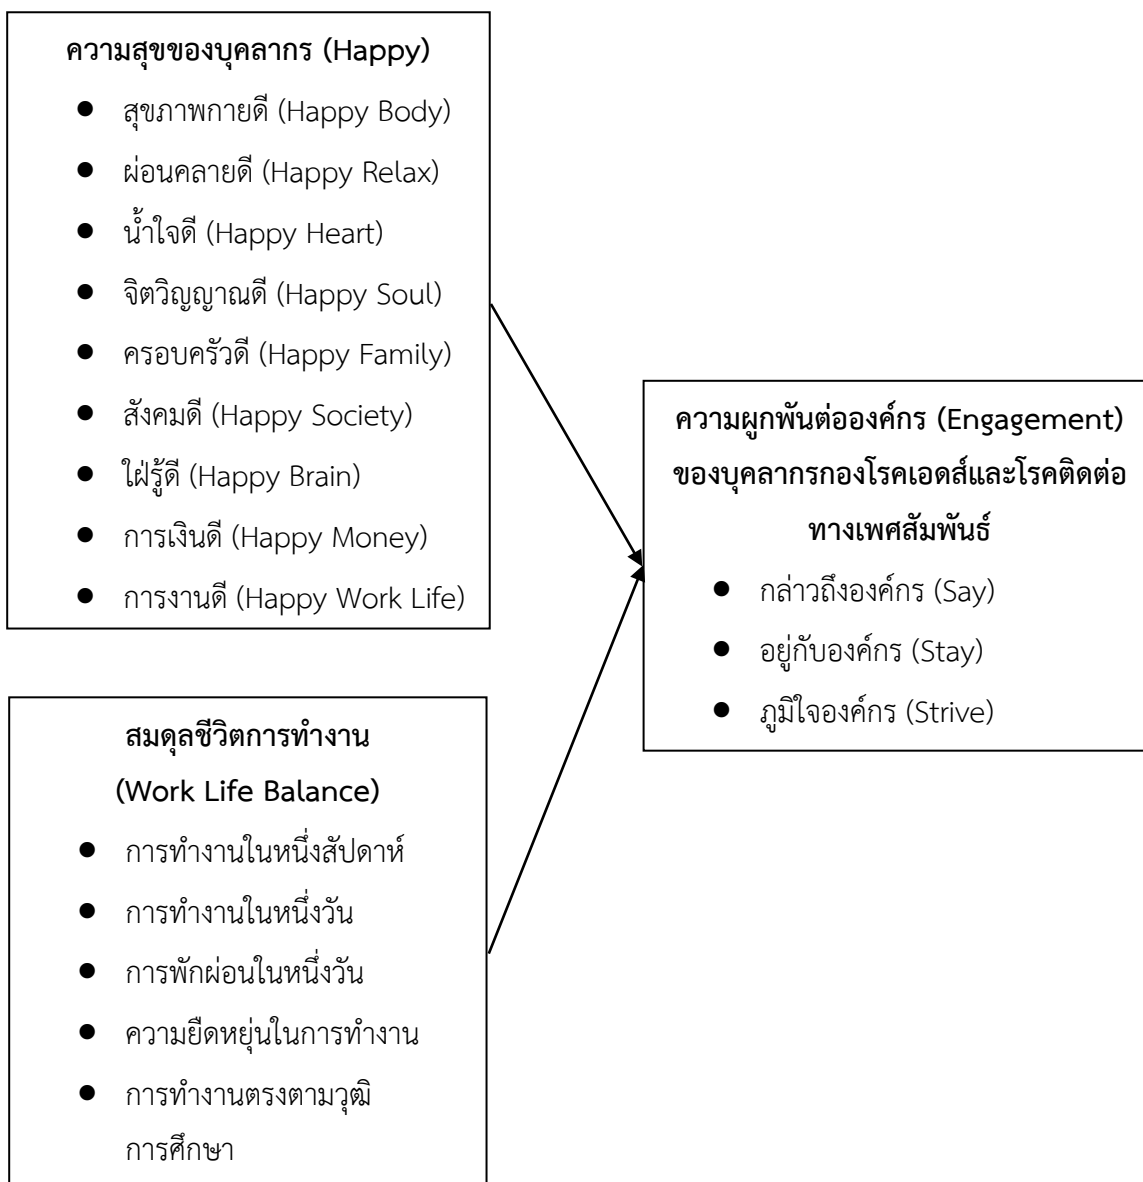 ความสุขของบุคลากร (Happy)
● สุขภาพกายดี (Happy Body)
● ผ่อนคลายดี (Happy Relax)
● น้ำใจดี (Happy Heart)
● จิตวิญญาณดี (Happy Soul)
● ครอบครัวดี (Happy Family)
● สังคมดี (Happy Society)
● ใฝ่รู้ดี (Happy Brain)
● การเงินดี (Happy Money)
● การงานดี (Happy Work Life)
สมดุลชีวิตการทำงาน
(Work Life Balance)
● การทำงานในหนึ่งสัปดาห์
● การทำงานในหนึ่งวัน
● การพักผ่อนในหนึ่งวัน
● ความยืดหยุ่นในการทำงาน
● การทำงานตรงตามวุฒิ
การศึกษา
ความผูกพันต่อองค์กร (Engagement)
ของบุคลากรกองโรคเอดส์และโรคติดต่อ
ทางเพศสัมพันธ์
● กล่าวถึงองค์กร (Say)
● อยู่กับองค์กร (Stay)
● ภูมิใจองค์กร (Strive)